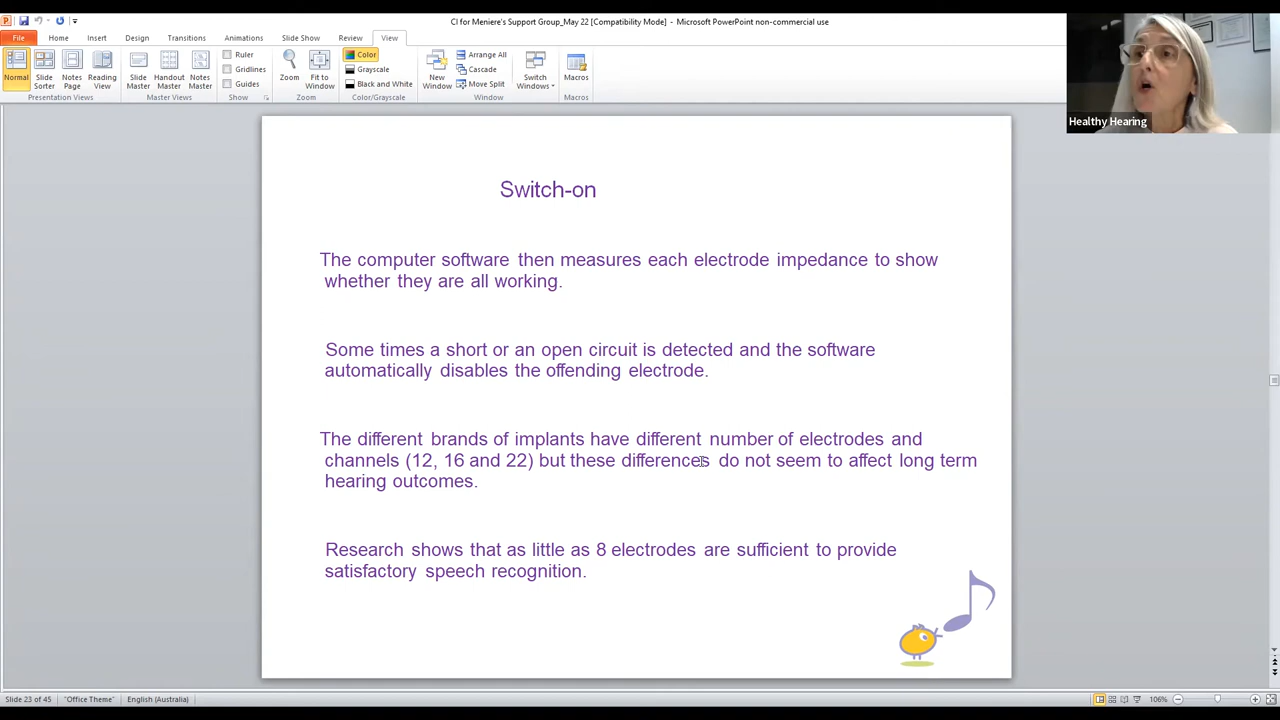 CI for Meniere's Support Group_May 22 [Compatibility Mode] - Microsoft PowerPoint non-commercial use
File Home Insert Design Transitions Animations Slide Show Review View
Normal
Slide Sorter
Notes Page
Reading View
Presentation Views
Slide Master
Handout Master
Notes Master
Master Views
Ruler
Gridlines
Guides
Show
Zoom
Fit to Window
Zoom
Color
Grayscale
Black and White
Color/Grayscale
New Window
Arrange All
Cascade
Move Split
Window
Switch Windows
Macros
Macros
Healthy Hearing
Switch-on
The computer software then measures each electrode impedance to show
whether they are all working.
Some times a short or an open circuit is detected and the software
automatically disables the offending electrode.
The different brands of implants have different number of electrodes and
channels (12, 16 and 22) but these differences do not seem to affect long term
hearing outcomes.
Research shows that as little as 8 electrodes are sufficient to provide
satisfactory speech recognition.
Slide 23 of 45 "Office Theme" English (Australia) 106%